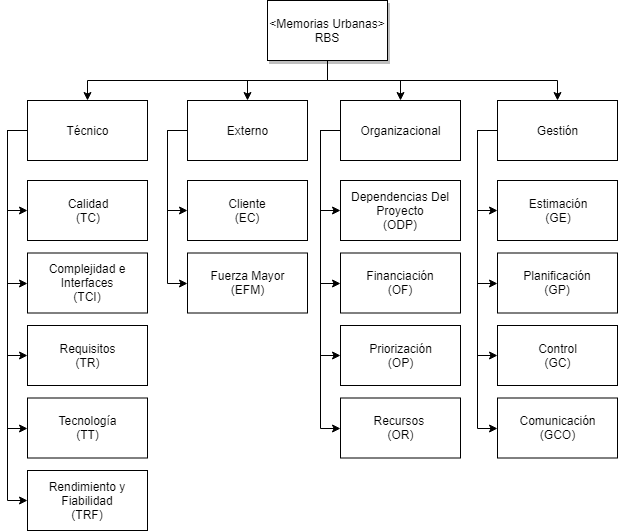 <Memorias Urbanas>
RBS
Técnico
Externo
Organizacional
Gestión
Calidad
(TC)
Complejidad e
Interfaces
(TCI)
Requisitos
(TR)
Tecnología
(TT)
Rendimiento y
Fiabilidad
(TRF)
Cliente
(EC)
Fuerza Mayor
(EFM)
Dependencias Del
Proyecto
(ODP)
Financiación
(OF)
Priorización
(OP)
Recursos
(OR)
Estimación
(GE)
Planificación
(GP)
Control
(GC)
Comunicación
(GCO)